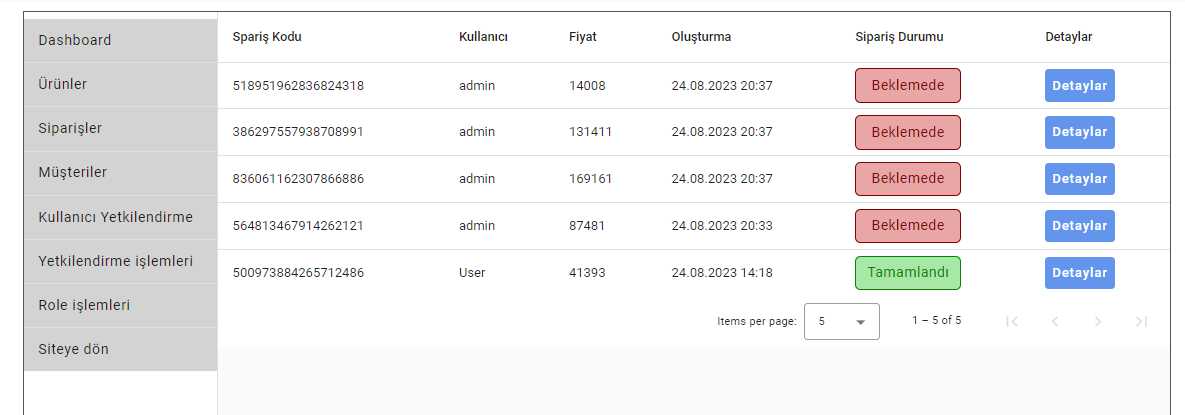 Dashboard
Ürünler
Siparişler
Müşteriler
Kullanıcı Yetkilendirme
Yetkilendirme işlemleri
Role işlemleri
Siteye dön
Spariş Kodu Kullanıcı Fiyat Oluşturma Sipariş Durumu Detaylar
518951962836824318 admin 14008 24.08.2023 20:37 Beklemede Detaylar
386297557938708991 admin 131411 24.08.2023 20:37 Beklemede Detaylar
836061162307866886 admin 169161 24.08.2023 20:37 Beklemede Detaylar
564813467914262121 admin 87481 24.08.2023 20:33 Beklemede Detaylar
500973884265712486 User 41393 24.08.2023 14:18 Tamamlandı Detaylar
Items per page: 5 1 – 5 of 5